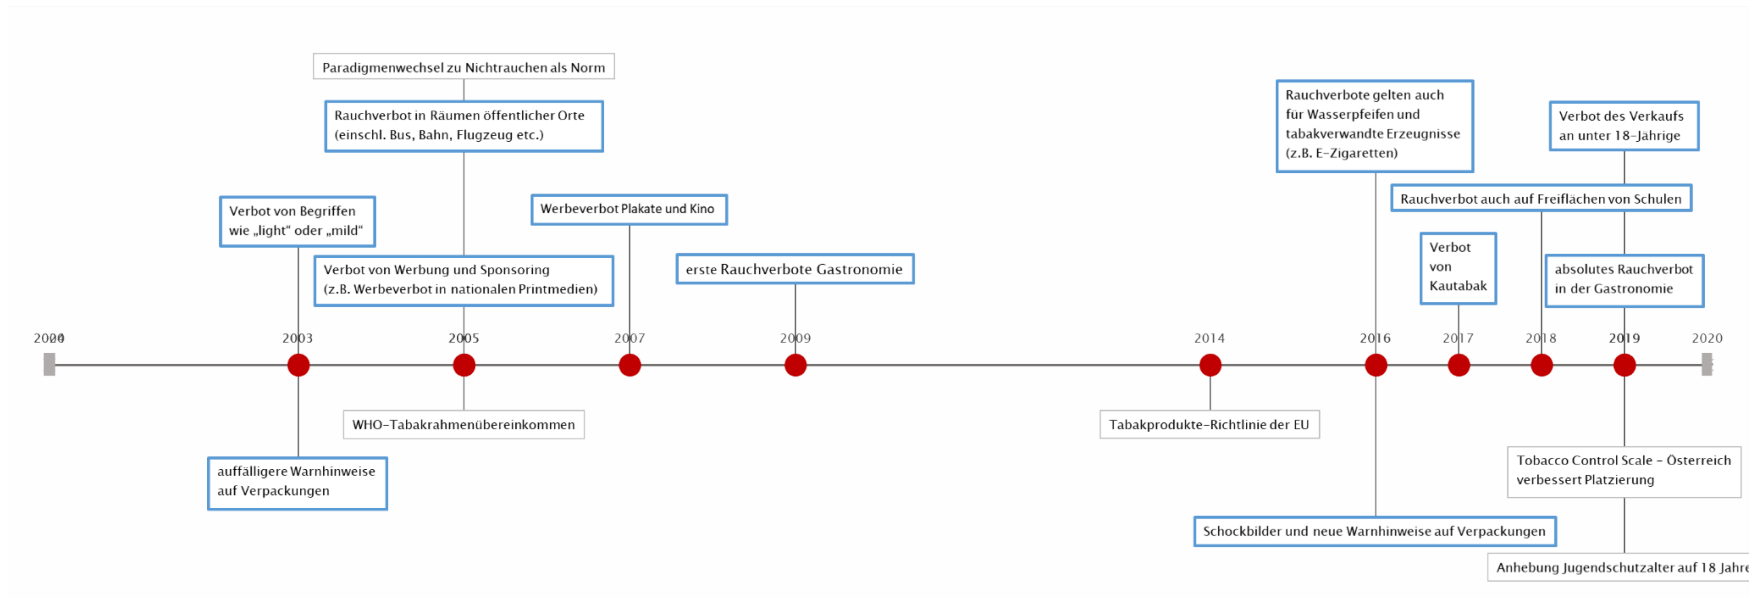 Paradigmenwechsel zu Nichtrauchen als Norm
Rauchverbot in Räumen öffentlicher Orte
(einschl. Bus, Bahn, Flugzeug etc.)
Rauchverbote gelten auch
für Wasserpfeifen und
tabakverwandte Erzeugnisse
(z.B. E-Zigaretten)
Verbot des Verkaufs
an unter 18-Jährige
Verbot von Begriffen
wie „light“ oder „mild“
Werbeverbot Plakate und Kino
Rauchverbot auch auf Freiflächen von Schulen
Verbot von Werbung und Sponsoring
(z.B. Werbeverbot in nationalen Printmedien)
erste Rauchverbote Gastronomie
Verbot
von
Kautabak
absolutes Rauchverbot
in der Gastronomie
2003
2005
2007
2009
2014
2016
2017
2018
2019
2020
WHO-Tabakrahmenübereinkommen
Tabakprodukte-Richtlinie der EU
auffälligere Warnhinweise
auf Verpackungen
Tobacco Control Scale - Österreich
verbessert Platzierung
Schockbilder und neue Warnhinweise auf Verpackungen
Anhebung Jugendschutzalter auf 18 Jahre